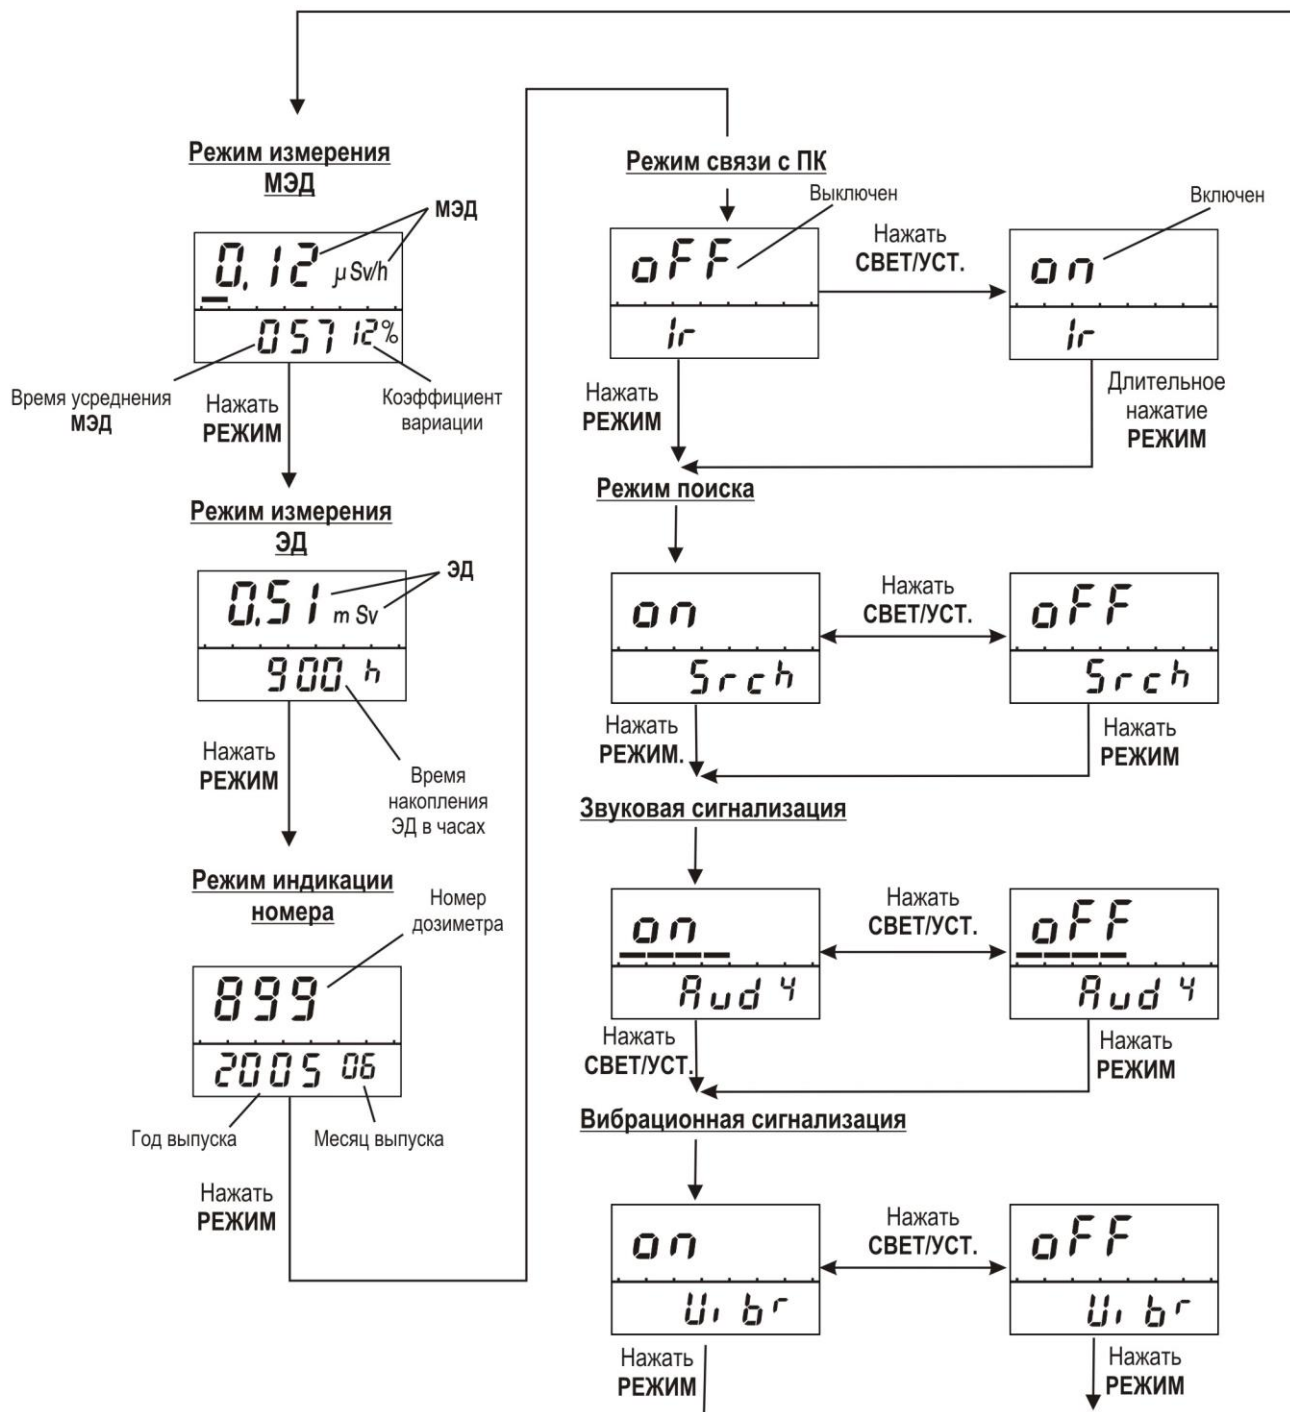 Режим измерения
МЭД
МЭД
0.12 µSv/h
057 12%
Время усреднения
МЭД
Нажать
РЕЖИМ
Коэффициент
вариации
Режим измерения
ЭД
ЭД
0.51 m Sv
900 h
Нажать
РЕЖИМ
Время
накопления
ЭД в часах
Режим индикации
номера
Номер
дозиметра
899
2005 06
Год выпуска
Месяц выпуска
Нажать
РЕЖИМ
Режим связи с ПК
Выключен
Включен
oFF
Ir
Нажать
СВЕТ/УСТ.
on
Ir
Нажать
РЕЖИМ
Длительное
нажатие
РЕЖИМ
Режим поиска
on
Srch
Нажать
СВЕТ/УСТ.
oFF
Srch
Нажать
РЕЖИМ.
Нажать
РЕЖИМ
Звуковая сигнализация
on
Aud 4
Нажать
СВЕТ/УСТ.
oFF
Aud 4
Нажать
СВЕТ/УСТ.
Нажать
РЕЖИМ
Вибрационная сигнализация
on
Vibr
Нажать
СВЕТ/УСТ.
oFF
Vibr
Нажать
РЕЖИМ
Нажать
РЕЖИМ